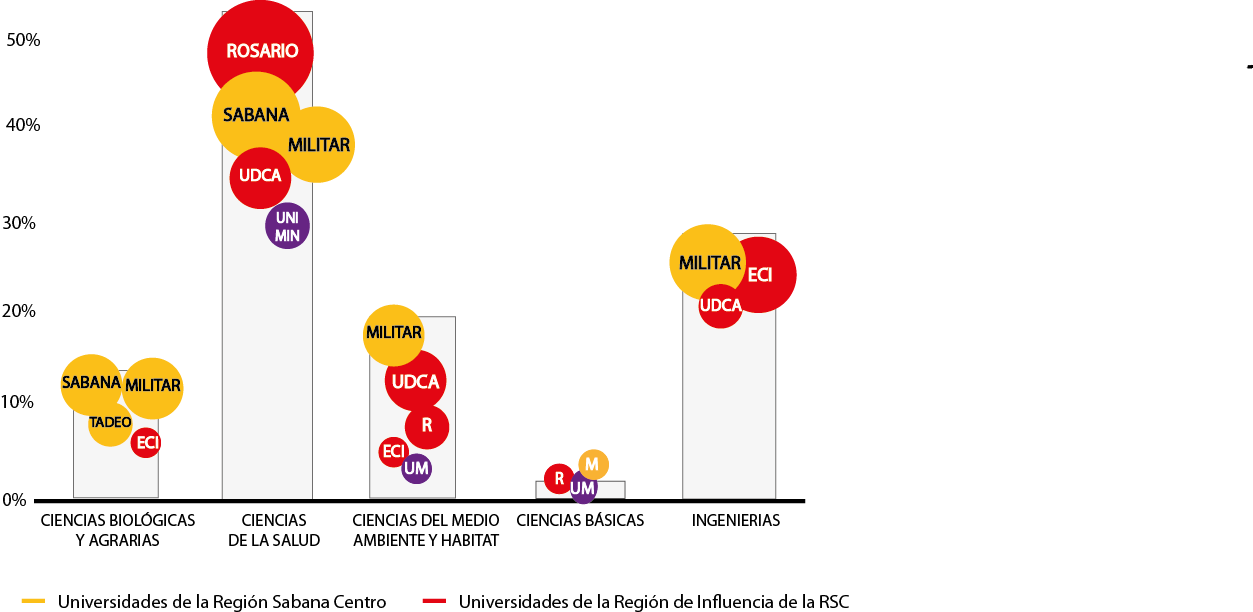 50%
40%
30%
20%
10%
0%
ROSARIO
SABANA
MILITAR
UDCA
UNI
MIN
MILITAR
UDCA
R
ECI
UM
SABANA
MILITAR
TADEO
ECI
R
M
UM
MILITAR
ECI
UDCA
CIENCIAS BIOLÓGICAS
Y AGRARIAS
CIENCIAS
DE LA SALUD
CIENCIAS DEL MEDIO
AMBIENTE Y HABITAT
CIENCIAS BÁSICAS
INGENIERIAS
Universidades de la Región Sabana Centro
Universidades de la Región de Influencia de la RSC